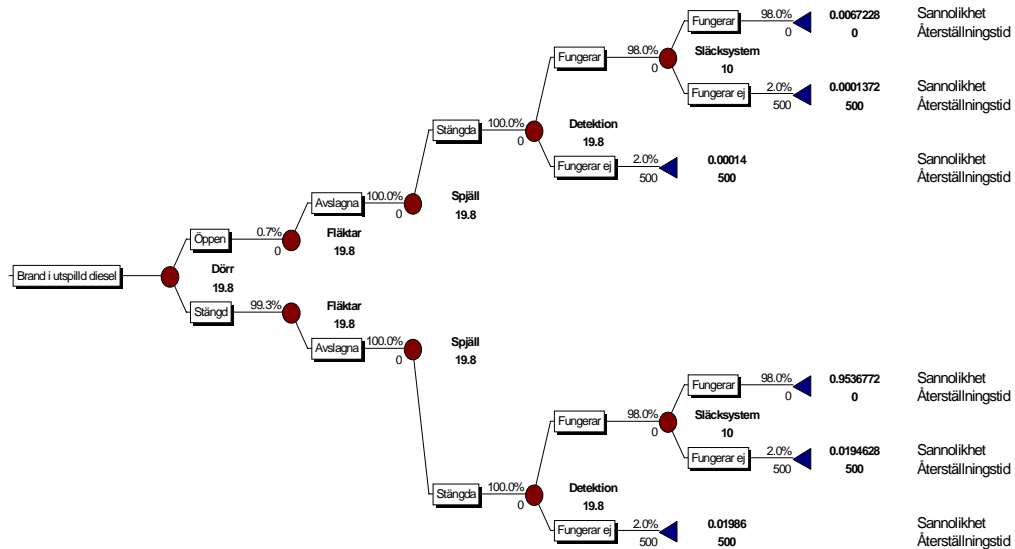 Fungerar 98.0% 0.0067228 Sannolikhet
0 0 Återställningstid
Fungerar 98.0% Släcksystem
0 10
Fungerar ej 2.0% 0.0001372 Sannolikhet
500 500 Återställningstid
Stängda 100.0% Detektion
0 19.8
Fungerar ej 2.0% 0.00014 Sannolikhet
500 500 Återställningstid
Avslagna 100.0% Spjäll
0 19.8
Öppen 0.7% Fläktar
0 19.8
Brand i utspilld diesel Dörr
19.8
Stängd 99.3% Fläktar
19.8
Avslagna 100.0% Spjäll
0 19.8
Fungerar 98.0% 0.9536772 Sannolikhet
0 0 Återställningstid
Fungerar 98.0% Släcksystem
0 10
Fungerar ej 2.0% 0.0194628 Sannolikhet
500 500 Återställningstid
Stängda 100.0% Detektion
0 19.8
Fungerar ej 2.0% 0.01986 Sannolikhet
500 500 Återställningstid